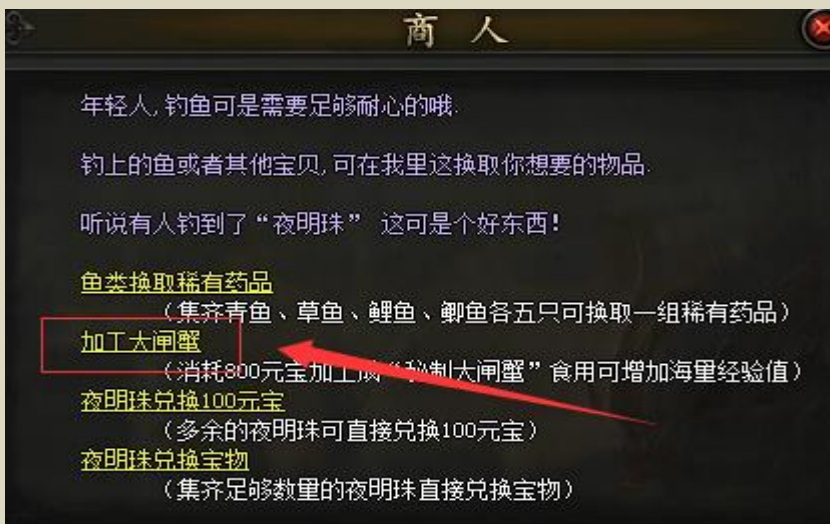 商 人
年轻人,钓鱼可是需要足够耐心的哦.
钓上的鱼或者其他宝贝,可在我里这换取你想要的物品.
听说有人钓到了“夜明珠” 这可是个好东西!
鱼类换取稀有药品
(集齐青鱼、草鱼、鲤鱼、鲫鱼各五只可换取一组稀有药品)
加工大闸蟹
(消耗800元宝加工成“秘制大闸蟹”食用可增加海量经验值)
夜明珠兑换100元宝
(多余的夜明珠可直接兑换100元宝)
夜明珠兑换宝物
(集齐足够数量的夜明珠直接兑换宝物)